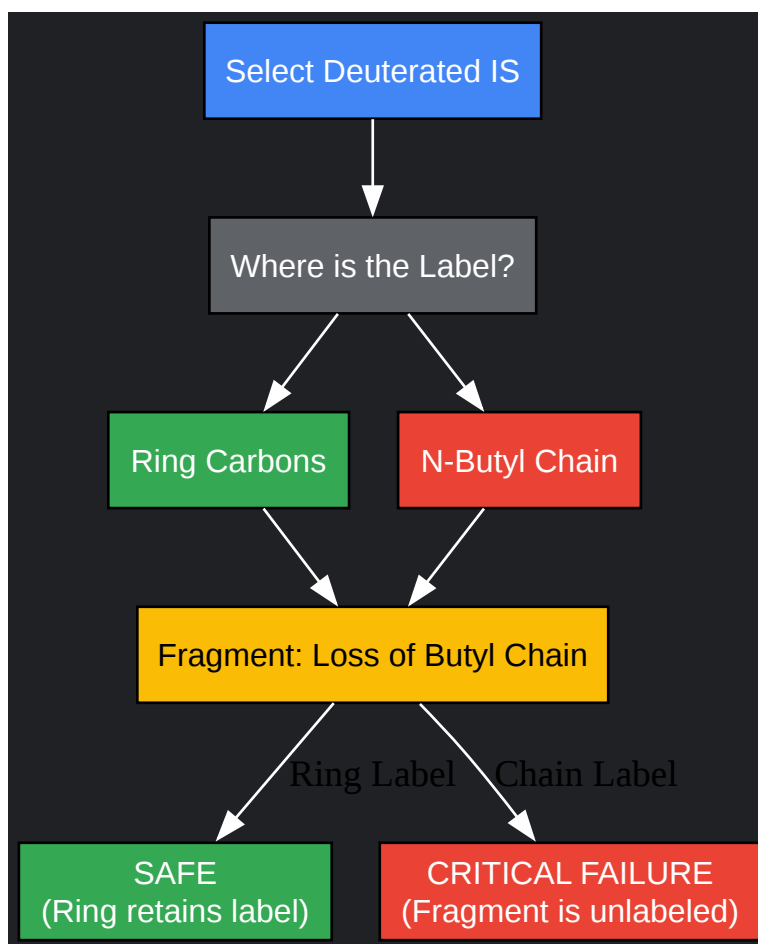 Select Deuterated IS
Where is the Label?
Ring Carbons
N-Butyl Chain
Fragment: Loss of Butyl Chain
Ring Label
Chain Label
SAFE
(Ring retains label)
CRITICAL FAILURE
(Fragment is unlabeled)